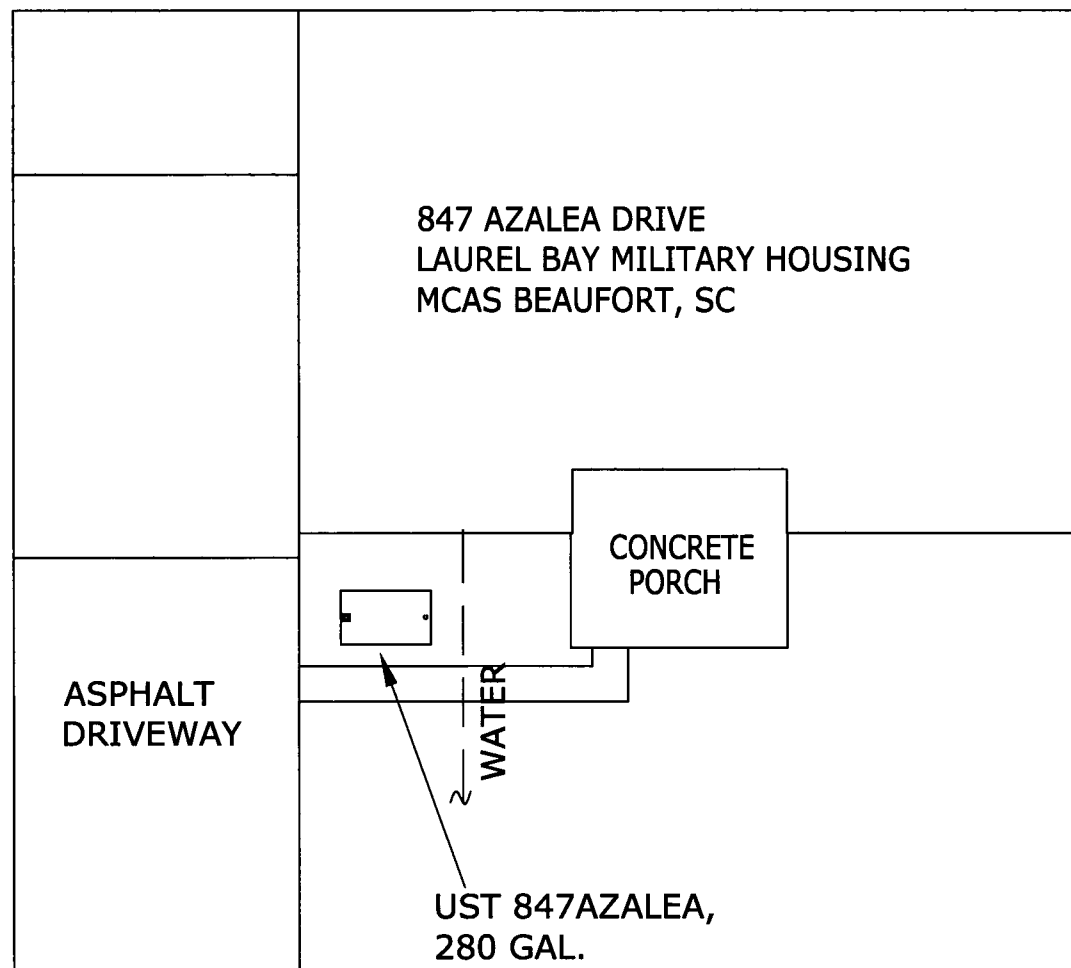 847 AZALEA DRIVE
LAUREL BAY MILITARY HOUSING
MCAS BEAUFORT, SC
CONCRETE
PORCH
ASPHALT
DRIVEWAY
WATER
UST 847AZALEA,
280 GAL.